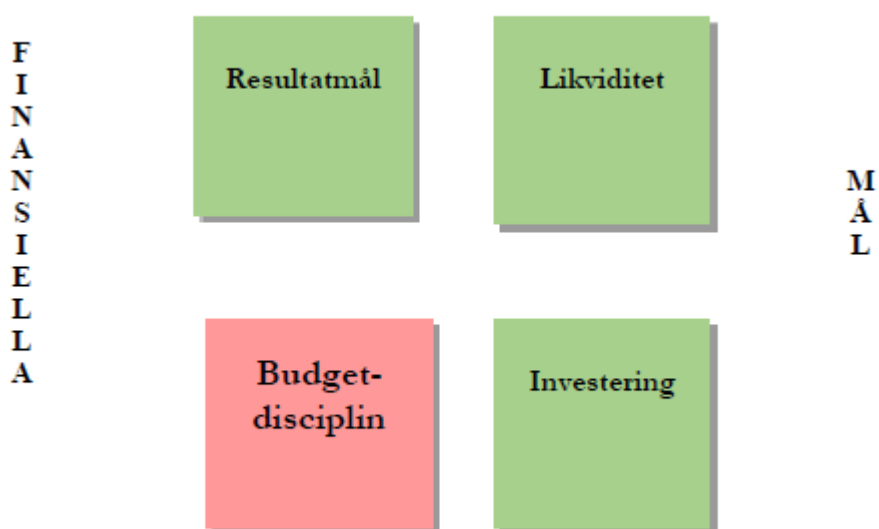 FINANSIELLA
Resultatmål
Likviditet
MÅL
Budget-
disciplin
Investering